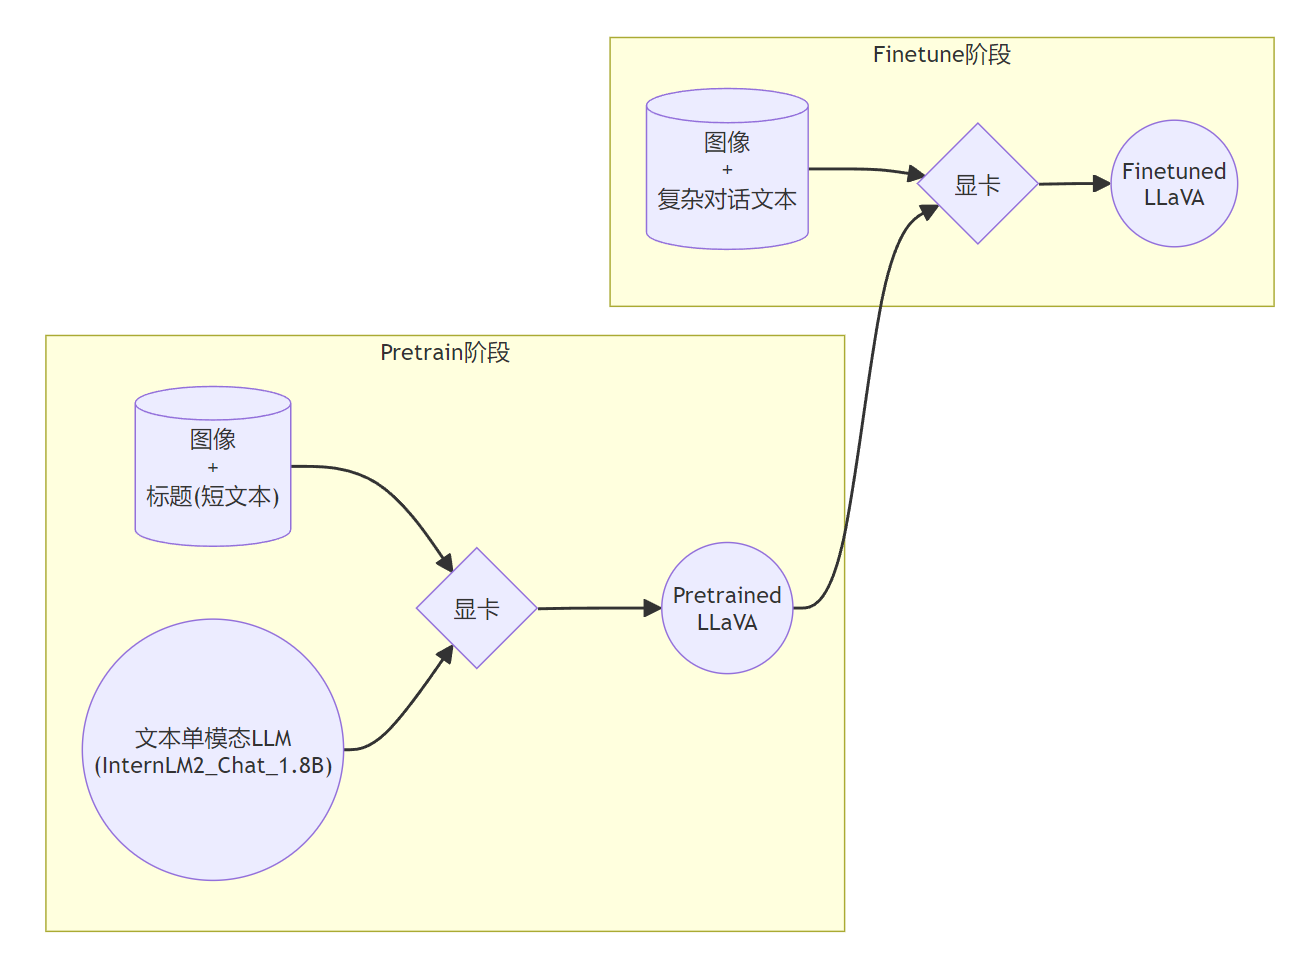 Finetune阶段
图像
+
复杂对话文本
显卡
Finetuned
LLaVA
Pretrain阶段
图像
+
标题(短文本)
显卡
Pretrained
LLaVA
文本单模态LLM
(InternLM2_Chat_1.8B)